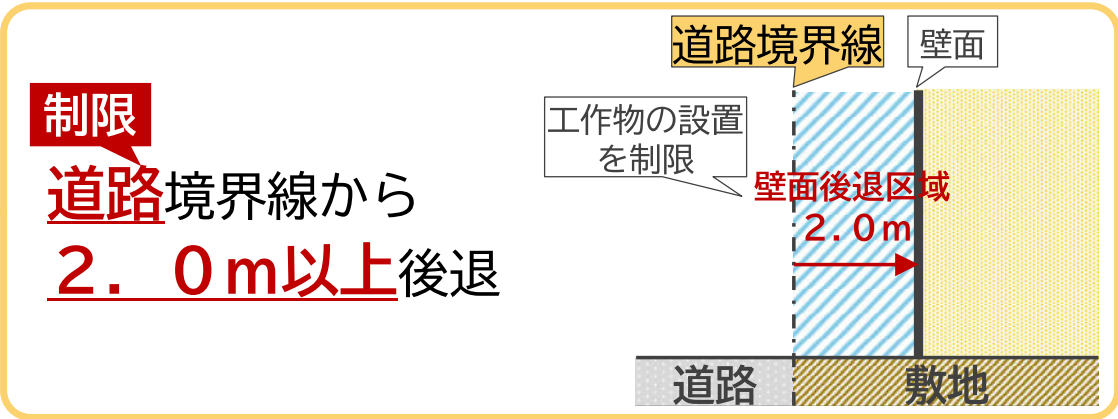 制限
道路境界線から
２．０ｍ以上後退
道路境界線
壁面
工作物の設置
を制限
壁面後退区域
２.０ｍ
道路
敷地